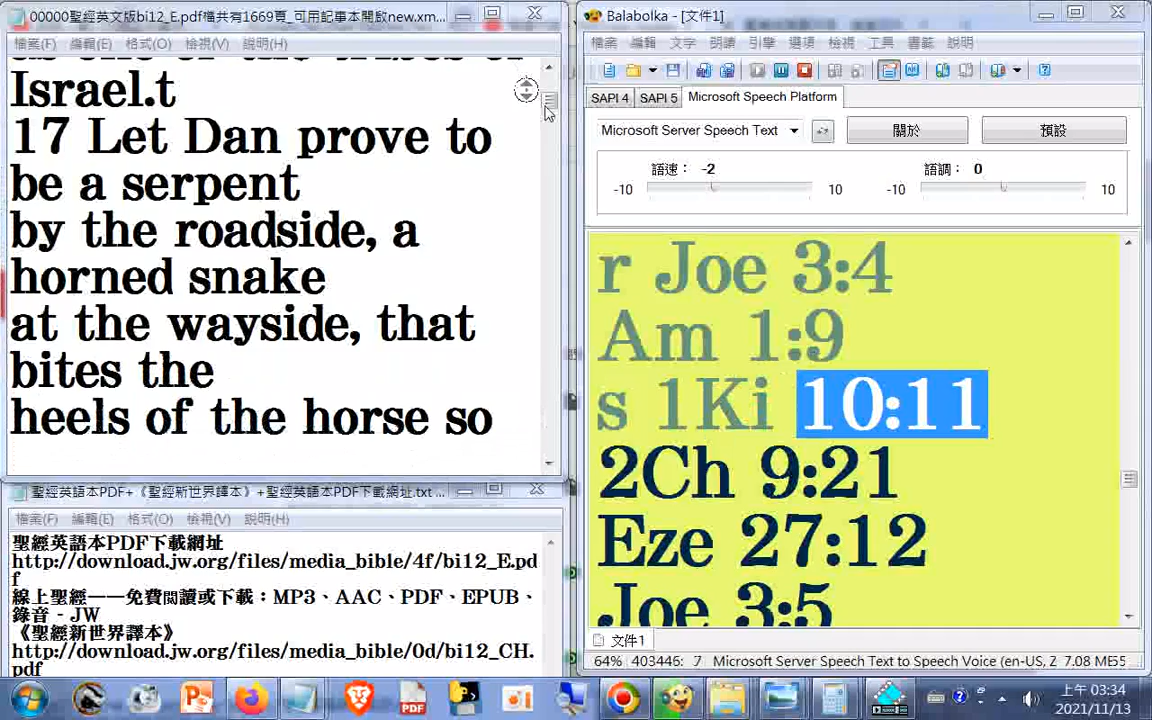 00000聖經英文版bi12_E.pdf檔共有1669頁_可用記事本開啟new.xm...
檔案(F) 編輯(E) 格式(O) 檢視(V) 說明(H)
as one of the tribes of
Israel.t
17 Let Dan prove to
be a serpent
by the roadside, a
horned snake
at the wayside, that
bites the
heels of the horse so
聖經英語本PDF+《聖經新世界譯本》+聖經英語本PDF下載網址.txt ...
檔案(F) 編輯(E) 格式(O) 檢視(V) 說明(H)
聖經英語本PDF下載網址
http://download.jw.org/files/media_bible/4f/bi12_E.pd
f
線上聖經——免費閱讀或下載：MP3、AAC、PDF、EPUB、
錄音 - JW
《聖經新世界譯本》
http://download.jw.org/files/media_bible/0d/bi12_CH.
pdf
Balabolka - [文件1]
檔案 編輯 文字 朗讀 引擎 選項 檢視 工具 書籤 說明
SAPI 4 SAPI 5 Microsoft Speech Platform
Microsoft Server Speech Text 關於 預設
語速： -2 語調： 0
-10 10 -10 10
r Joe 3:4
Am 1:9
s 1Ki 10:11
2Ch 9:21
Eze 27:12
Joe 3:5
文件1
64% 403446: 7 Microsoft Server Speech Text to Speech Voice (en-US, Z 7.08 ME55
PDF
上午 03:34
2021/11/13